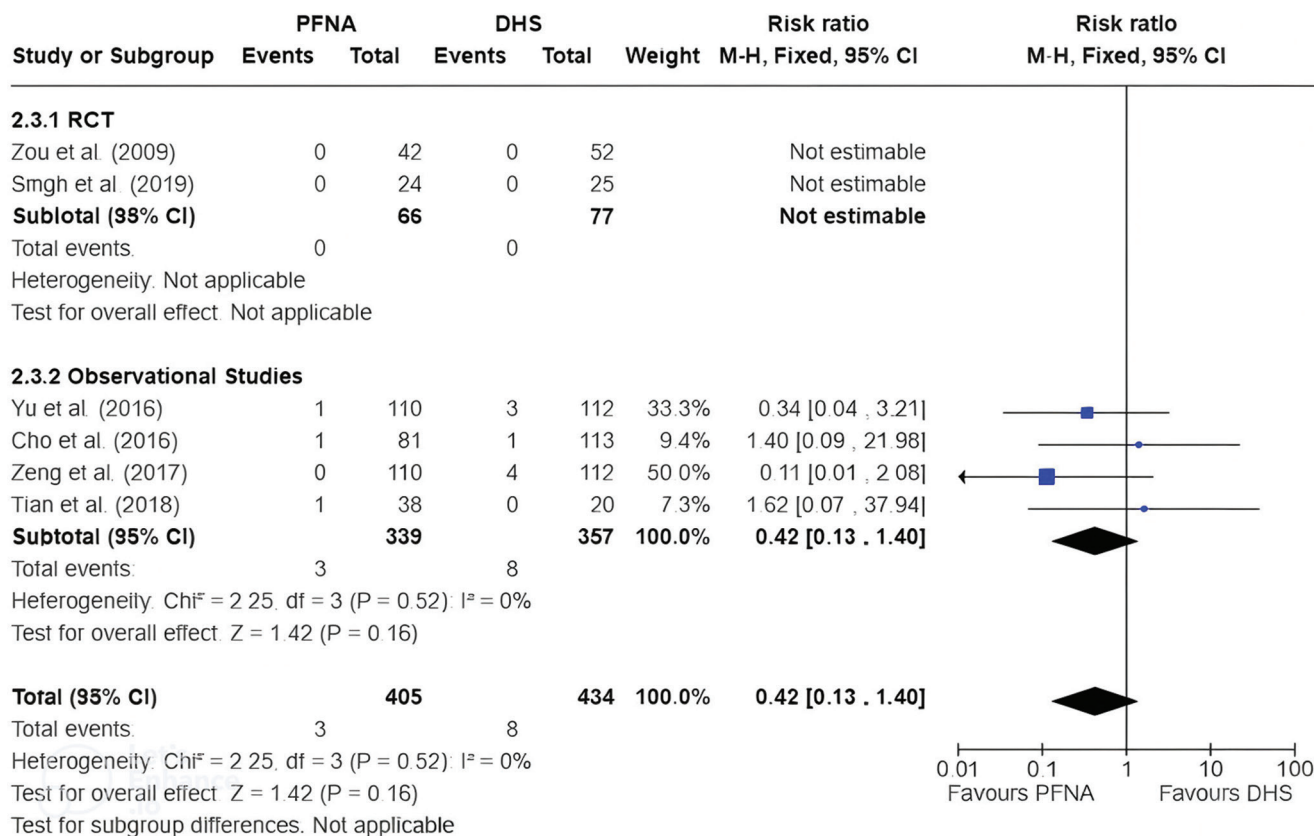 PFNA DHS Risk ratio Risk ratio
Study or Subgroup Events Total Events Total Weight M-H, Fixed, 95% CI M-H, Fixed, 95% CI
2.3.1 RCT
Zou et al. (2009) 0 42 0 52 Not estimable
Smgh et al. (2019) 0 24 0 25 Not estimable
Sublotal (38% CI) 66 77 Not estimable
Total events. 0 0
Heterogeneily. Not applicable
Test for overall effect. Not applicable
2.3.2 Observational Studies
Yu et al. (2016) 1 110 3 112 33.3% 0.34 [0.04 , 3.21]
Cho et al. (2016) 1 81 1 113 9.4% 1.40 [0.09 , 21.98]
Zeng et al. (2017) 0 110 4 112 50.0% 0.11 [0.01 , 2 08]
Tian et al. (2018) 1 38 0 20 7.3% 1.62 [0.07 , 37.94]
Subtotal (95% CI) 339 357 100.0% 0.42 [0.13 . 1.40]
Total events: 3 8
Heferogeneily. Chi² = 2 25, df = 3 (P = 0.52): I² = 0%
Test for overall effect. Z = 1.42 (P = 0.16)
Total (95% CI) 405 434 100.0% 0.42 [0.13 . 1.40]
Total events. 3 8
Heterogeneily. Chi² = 2 25, df = 3 (P = 0.52): I² = 0%
Test for overall effect. Z = 1.42 (P = 0.16)
Test for subgroup differences. Not applicable
0.01 0.1 1 10 100
Favours PFNA Favours DHS
Let's
Enhance
.io